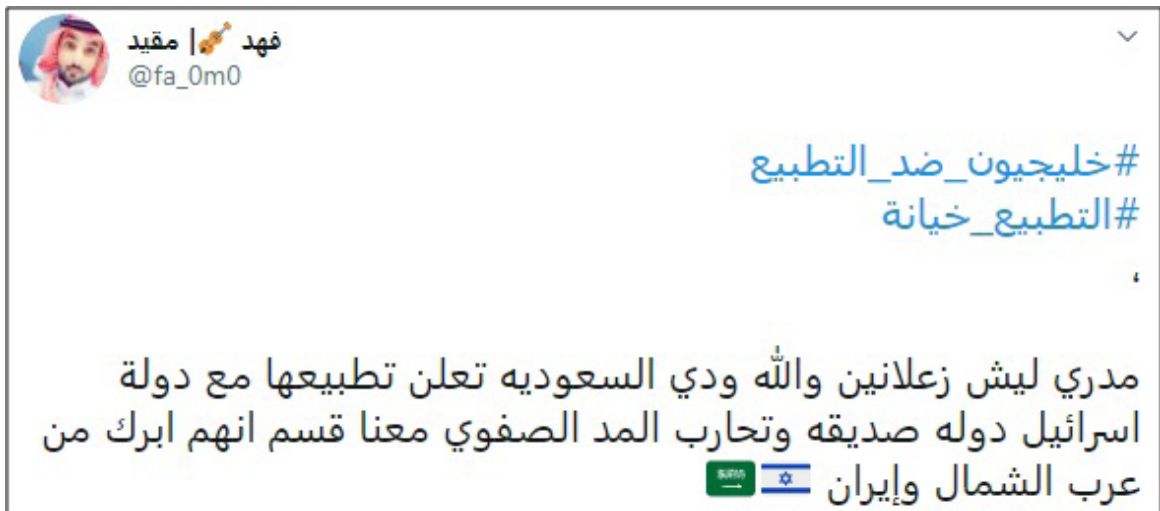 فهد 🎻| مقيد
@fa_0m0
#خليجيون_ضد_التطبيع
#التطبيع_خيانة
،
مدري ليش زعلانين والله ودي السعوديه تعلن تطبيعها مع دولة
اسرائيل دوله صديقه وتحارب المد الصفوي معنا قسم انهم ابرك من
عرب الشمال وإيران 🇮🇱🇸🇦